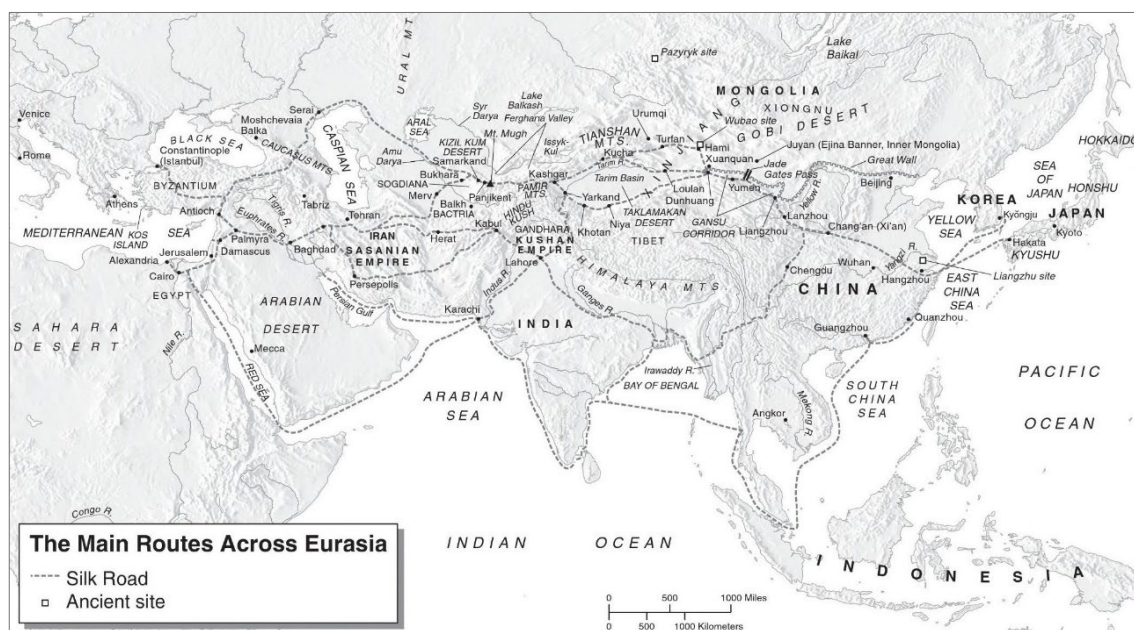 Pazyryk site
Lake
Baikal
URAL MT
MONGOLIA
XIONGNU
GOBI DESERT
Wubao site
Venice
Rome
Serai
Moshchevaia
Balka
BLACK SEA
CAUCASUS MTS.
Constantinople
(Istanbul)
BYZANTIUM
Athens
Antioch
MEDITERRANEAN SEA
KOS
ISLAND
CASPIAN SEA
ARAL
SEA
Syr
Darya
Lake
Balkash
Ferghana Valley
KIZIL KUM
DESERT
Mt. Mugh
Amu
Darya
Samarkand
Bukhara
SOGDIANA
Issyk-
Kul
TIANSHAN
MTS.
Urumqi
Turfan
XINJIANG
Hami
Xuanquan
Juyan (Ejina Banner, Inner Mongolia)
Jade
Gates Pass
Great Wall
Kucha
Tarim R.
Kashgar
PAMIR
MTS.
Yarkand
Tarim Basin
Loulan
Dunhuang
Yumen
Beijing
Yellow R.
HOKKAIDO
SEA
OF
JAPAN
HONSHU
KOREA
Kyŏngju
JAPAN
Kyoto
Hakata
KYUSHU
YELLOW
SEA
Merv
Panjikent
Balkh
BACTRIA
HINDU
KUSH
Kabul
GANDHARA
KUSHAN
EMPIRE
Khotan
Niya
TAKLAMAKAN
DESERT
TIBET
GANSU
CORRIDOR
Liangzhou
Lanzhou
Chang'an (Xi'an)
Tigris R.
Tabriz
Tehran
Euphrates R.
Baghdad
IRAN
SASANIAN
EMPIRE
Herat
Lahore
Persepolis
Jerusalem
Palmyra
Damascus
Alexandria
Cairo
EGYPT
HIMALAYA MTS.
Indus R.
Ganges R.
Chengdu
Wuhan
Yangzi
R.
Hangzhou
CHINA
Liangzhu site
EAST
CHINA
SEA
Quanzhou
Guangzhou
SAHARA
DESERT
Nile R.
ARABIAN
DESERT
Persian Gulf
Mecca
RED SEA
Karachi
INDIA
Irawaddy R.
BAY OF BENGAL
ARABIAN
SEA
Angkor
Mekong R.
SOUTH
CHINA
SEA
PACIFIC
OCEAN
Congo R.
INDIAN OCEAN
INDONESIA
The Main Routes Across Eurasia
Silk Road
Ancient site
0 500 1000 Miles
0 500 1000 Kilometers